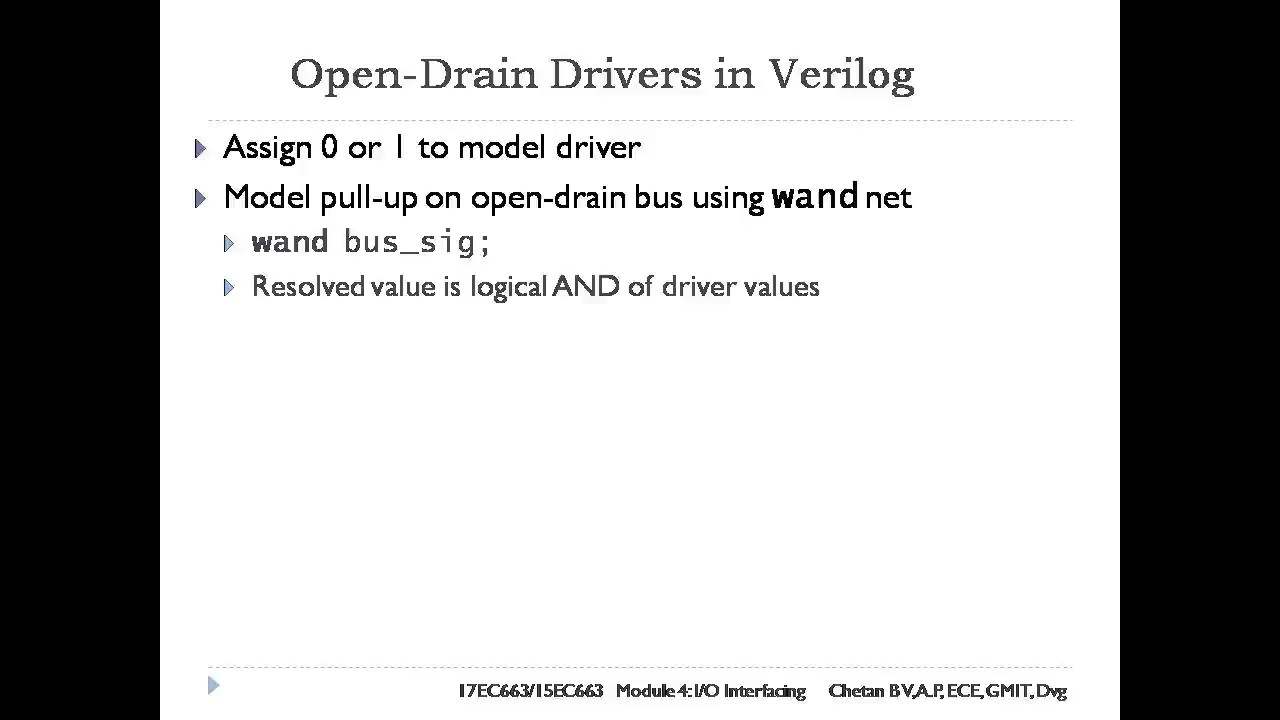 Open-Drain Drivers in Verilog
Assign 0 or 1 to model driver
Model pull-up on open-drain bus using wand net
wand bus_sig;
Resolved value is logical AND of driver values
17EC663/15EC663 Module 4: I/O Interfacing Chetan B V, A.P, ECE, GMIT, Dvg